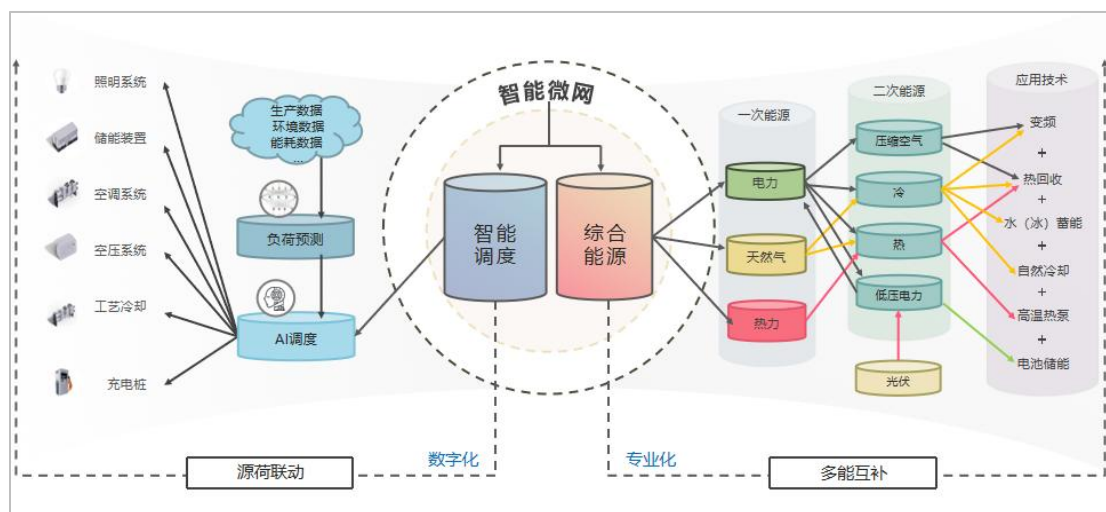 智能微网
照明系统
储能装置
空调系统
空压系统
工艺冷却
充电桩
生产数据
环境数据
能耗数据
...
负荷预测
AI调度
智能
调度
综合
能源
一次能源
电力
天然气
热力
二次能源
压缩空气
冷
热
低压电力
光伏
应用技术
变频
+
热回收
+
水（冰）蓄能
+
自然冷却
+
高温热泵
+
电池储能
源荷联动
数字化
专业化
多能互补